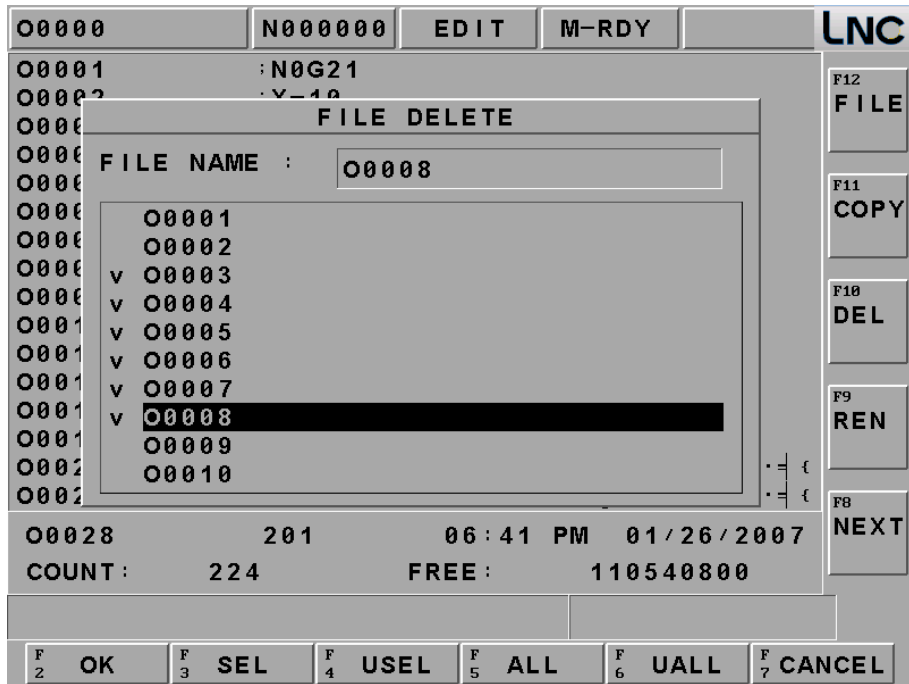 O0000 N000000 EDIT M-RDY LNC
O0001 ;N0G21
O0002 :Y-10
FILE DELETE
FILE NAME : O0008
O0001
O0002
v O0003
v O0004
v O0005
v O0006
v O0007
v O0008
O0009
O0010
O0028 201 06:41 PM 01/26/2007
COUNT: 224 FREE: 110540800
F12 FILE
F11 COPY
F10 DEL
F9 REN
F8 NEXT
F2 OK F3 SEL F4 USEL F5 ALL F6 UALL F7 CANCEL